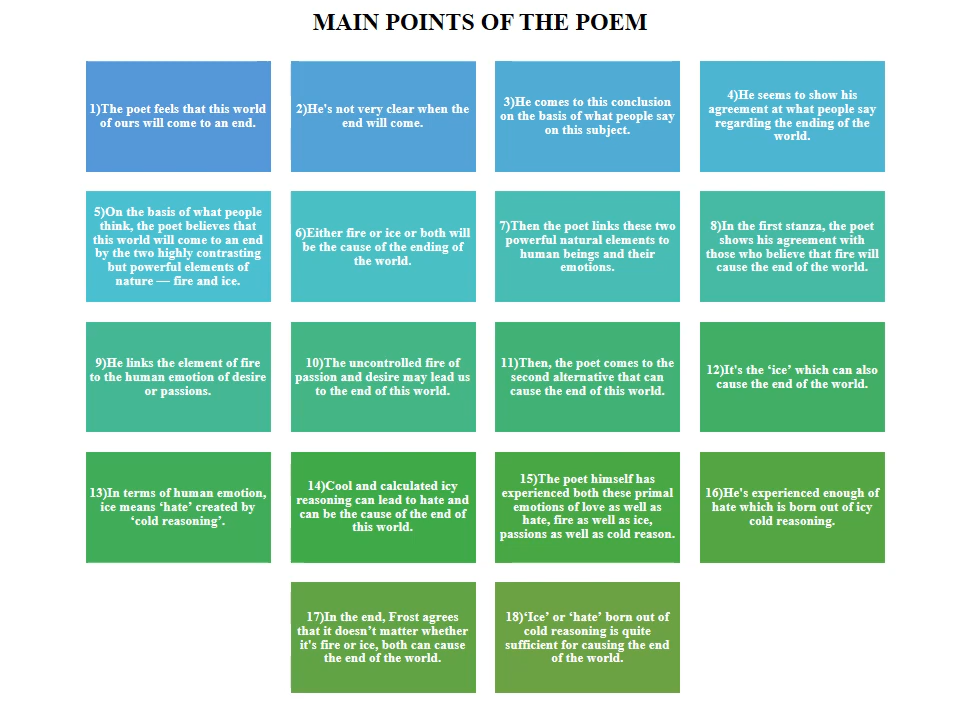 MAIN POINTS OF THE POEM
1)The poet feels that this world
of ours will come to an end.
2)He's not very clear when the
end will come.
3)He comes to this conclusion
on the basis of what people say
on this subject.
4)He seems to show his
agreement at what people say
regarding the ending of the
world.
5)On the basis of what people
think, the poet believes that
this world will come to an end
by the two highly contrasting
but powerful elements of
nature — fire and ice.
6)Either fire or ice or both will
be the cause of the ending of
the world.
7)Then the poet links these two
powerful natural elements to
human beings and their
emotions.
8)In the first stanza, the poet
shows his agreement with
those who believe that fire will
cause the end of the world.
9)He links the element of fire
to the human emotion of desire
or passions.
10)The uncontrolled fire of
passion and desire may lead us
to the end of this world.
11)Then, the poet comes to the
second alternative that can
cause the end of this world.
12)It's the ‘ice’ which can also
cause the end of the world.
13)In terms of human emotion,
ice means ‘hate’ created by
‘cold reasoning’.
14)Cool and calculated icy
reasoning can lead to hate and
can be the cause of the end of
this world.
15)The poet himself has
experienced both these primal
emotions of love as well as
hate, fire as well as ice,
passions as well as cold reason.
16)He's experienced enough of
hate which is born out of icy
cold reasoning.
17)In the end, Frost agrees
that it doesn’t matter whether
it's fire or ice, both can cause
the end of the world.
18)‘Ice’ or ‘hate’ born out of
cold reasoning is quite
sufficient for causing the end
of the world.